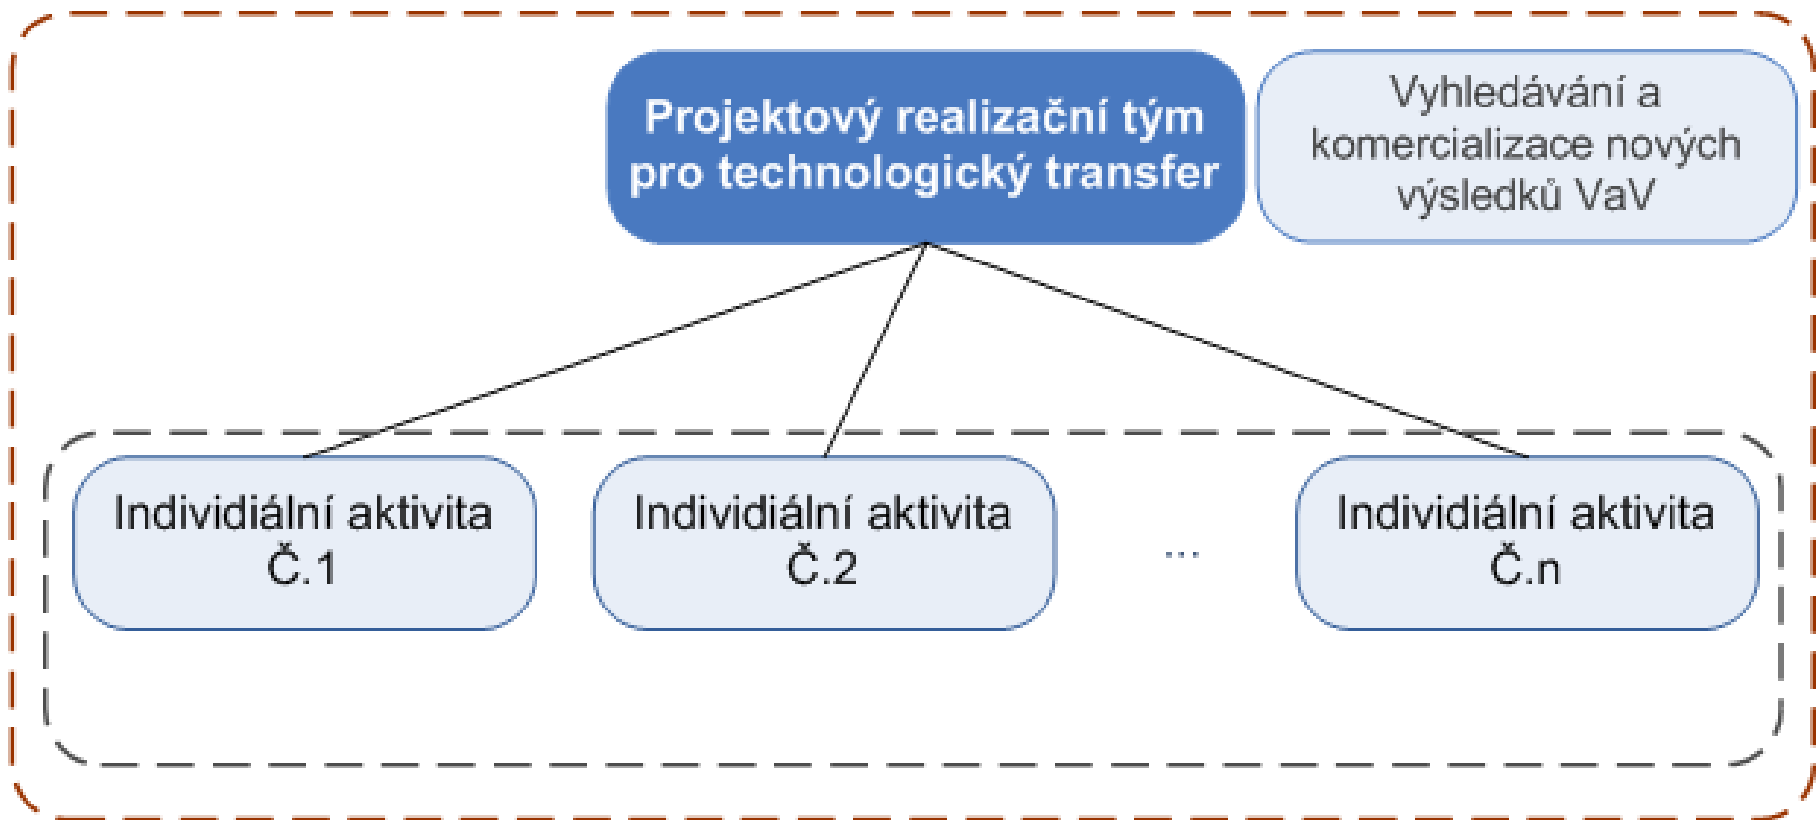 Projektový realizační tým
pro technologický transfer
Vyhledávání a
komercializace nových
výsledků VaV
Individiální aktivita
Č.1
Individiální aktivita
Č.2
...
Individiální aktivita
Č.n